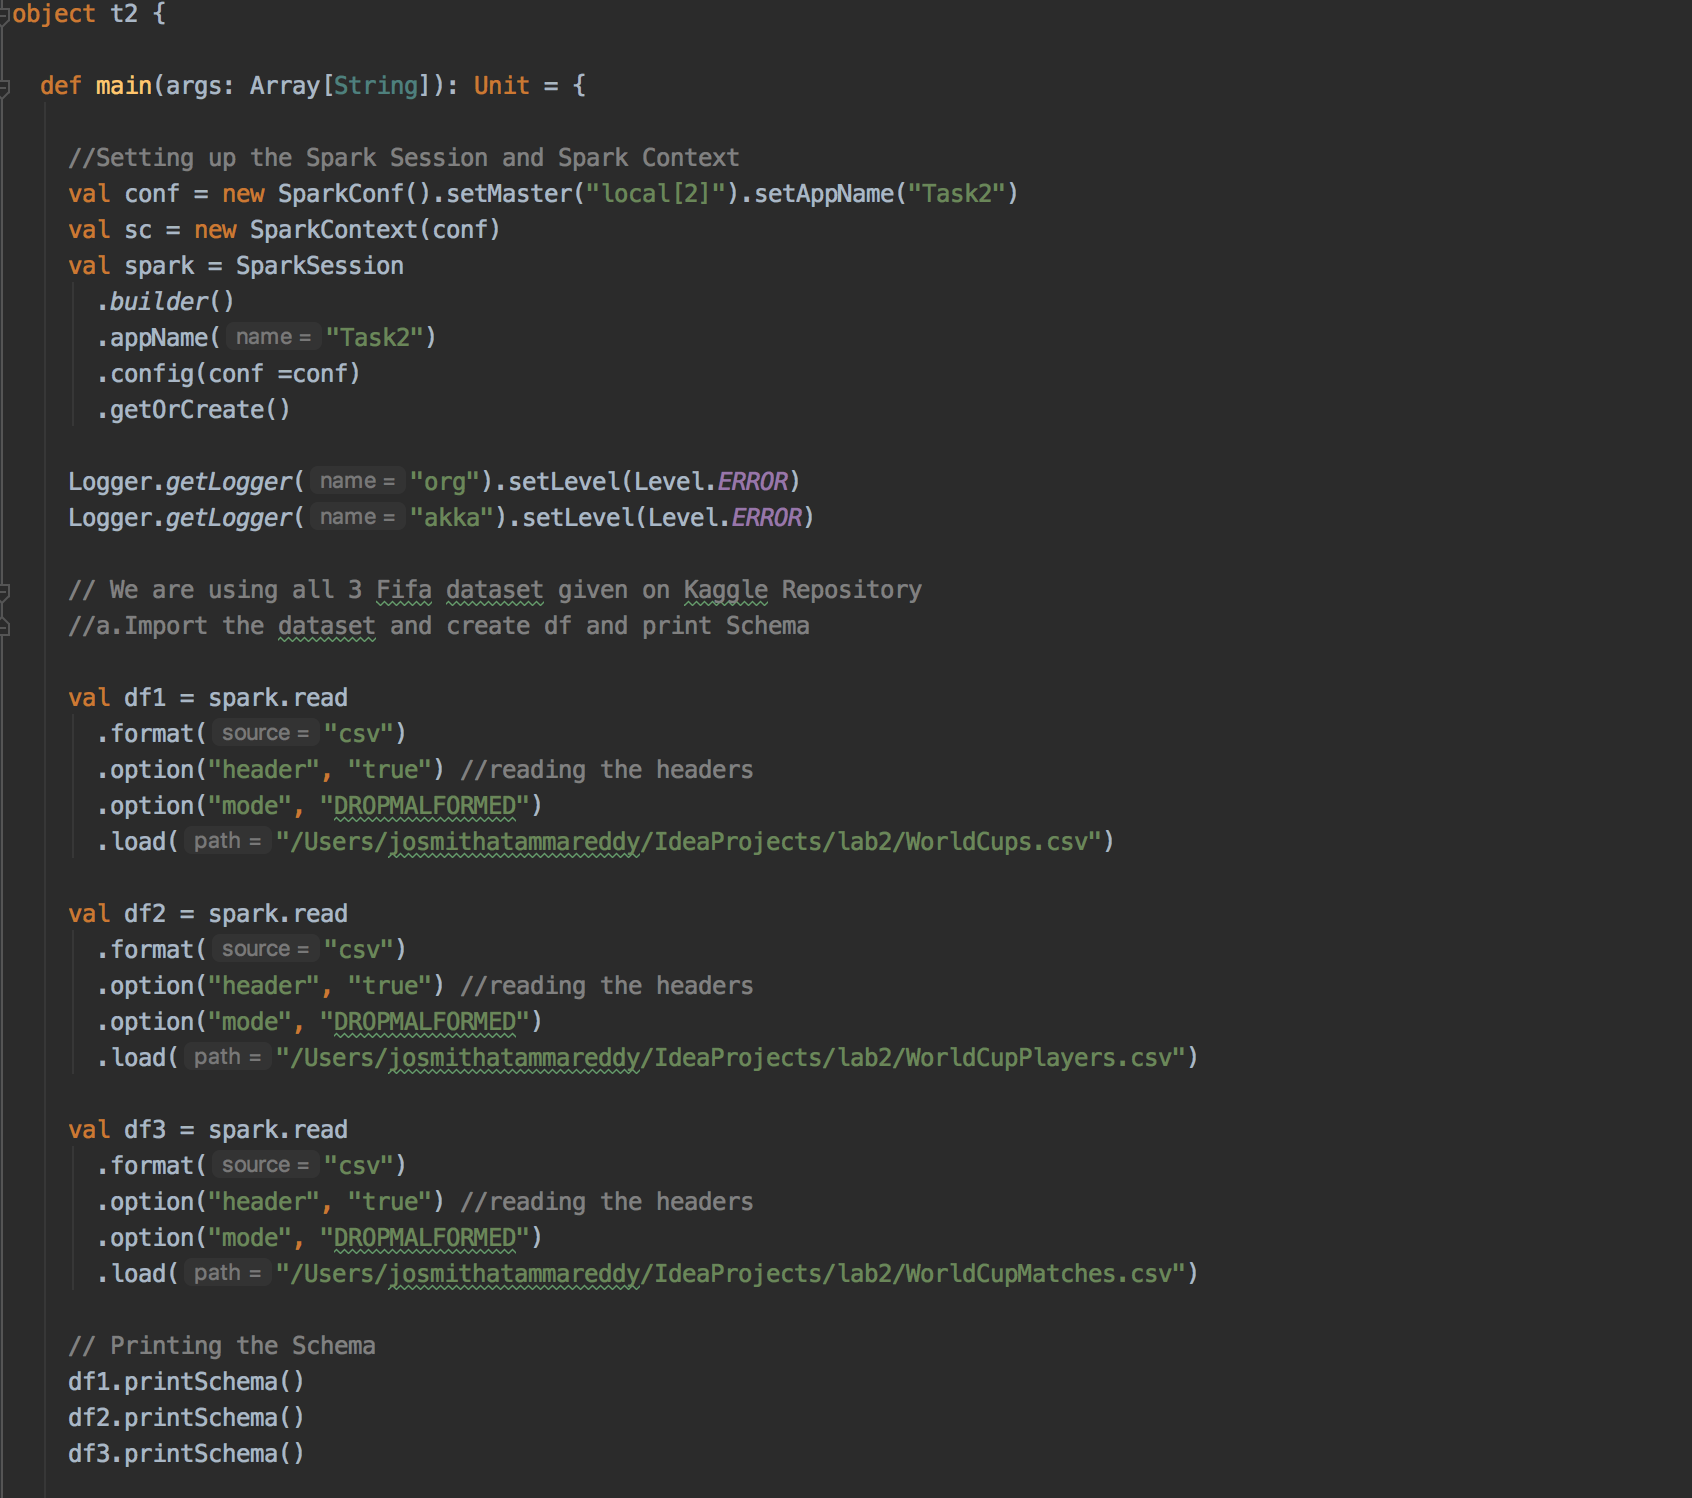 object t2 {
def main(args: Array[String]): Unit = {
//Setting up the Spark Session and Spark Context
val conf = new SparkConf().setMaster("local[2]").setAppName("Task2")
val sc = new SparkContext(conf)
val spark = SparkSession
.builder()
.appName( name = "Task2")
.config(conf =conf)
.getOrCreate()
Logger.getLogger( name = "org").setLevel(Level.ERROR)
Logger.getLogger( name = "akka").setLevel(Level.ERROR)
// We are using all 3 Fifa dataset given on Kaggle Repository
//a.Import the dataset and create df and print Schema
val df1 = spark.read
.format( source = "csv")
.option("header", "true") //reading the headers
.option("mode", "DROPMALFORMED")
.load( path = "/Users/josmithatammareddy/IdeaProjects/lab2/WorldCups.csv")
val df2 = spark.read
.format( source = "csv")
.option("header", "true") //reading the headers
.option("mode", "DROPMALFORMED")
.load( path = "/Users/josmithatammareddy/IdeaProjects/lab2/WorldCupPlayers.csv")
val df3 = spark.read
.format( source = "csv")
.option("header", "true") //reading the headers
.option("mode", "DROPMALFORMED")
.load( path = "/Users/josmithatammareddy/IdeaProjects/lab2/WorldCupMatches.csv")
// Printing the Schema
df1.printSchema()
df2.printSchema()
df3.printSchema()